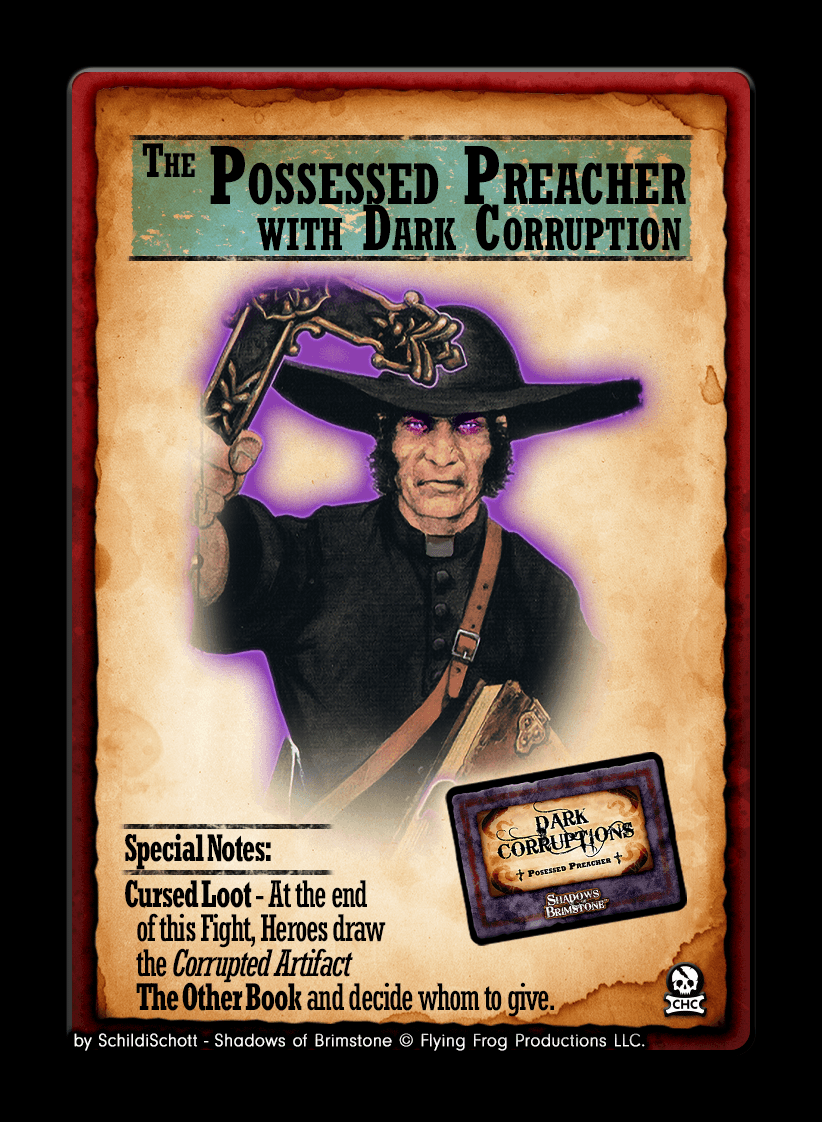 The Possessed Preacher
with Dark Corruption
Special Notes:
Cursed Loot - At the end
of this Fight, Heroes draw
the Corrupted Artifact
The Other Book and decide whom to give.
Dark
Corruptions
† Posessed Preacher †
Shadows
of
Brimstone
CHC
by SchildiSchott - Shadows of Brimstone © Flying Frog Productions LLC.